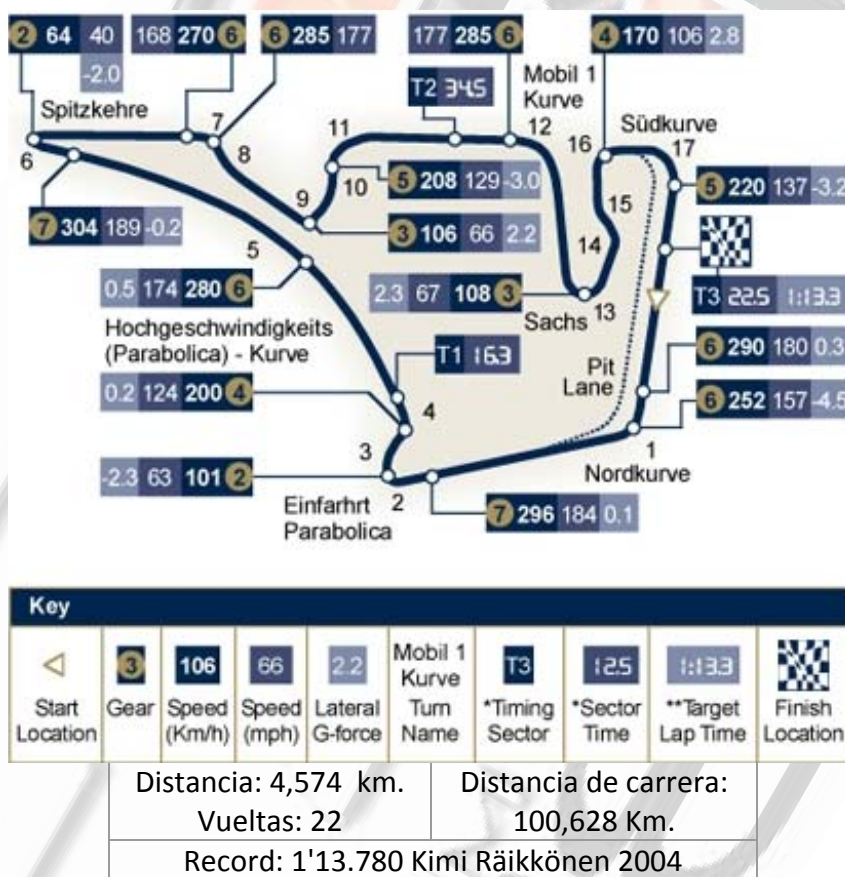 2 64 40 168 270 6 6 285 177 177 285 6 4 170 106 2.8
-2.0
T2 34.5
Mobil 1
Kurve
Spitzkehre
Südkurve
7
8
11
12
16
17
6
5 220 137 -3.2
10
5 208 129 -3.0
9
15
3 106 66 2.2
7 304 189 -0.2
5
14
0.5 174 280 6
2.3 67 108 3
13
Sachs
T3 22.5 1:13.3
Hochgeschwindigkeits
(Parabolica) - Kurve
T1 16.3
Pit
Lane
6 290 180 0.3
0.2 124 200 4
4
6 252 157 -4.5
3
1
Nordkurve
-2.3 63 101 2
2
Einfarhrt
Parabolica
7 296 184 0.1
Key
3 106 66 2.2 Mobil 1 Kurve T3 12.5 1:13.3
Start Gear Speed Speed Lateral Turn *Timing *Sector **Target Finish
Location (Km/h) (mph) G-force Name Sector Time Lap Time Location
Distancia: 4,574 km. Distancia de carrera:
Vueltas: 22 100,628 Km.
Record: 1'13.780 Kimi Räikkönen 2004